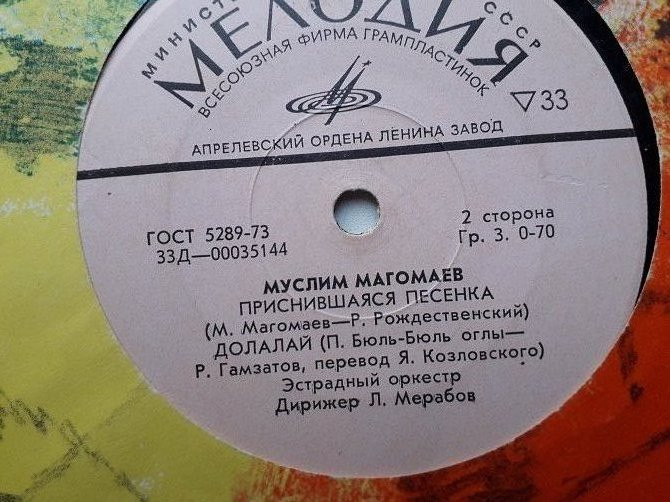 МИНИСТ
СССР
МЕЛОДИЯ
ВСЕСОЮЗНАЯ ФИРМА ГРАМПЛАСТИНОК
33
АПРЕЛЕВСКИЙ ОРДЕНА ЛЕНИНА ЗАВОД
ГОСТ 5289-73
33Д—00035144
2 сторона
Гр. 3. 0-70
МУСЛИМ МАГОМАЕВ
ПРИСНИВШАЯСЯ ПЕСЕНКА
(М. Магомаев—Р. Рождественский)
ДОЛАЛАЙ (П. Бюль-Бюль оглы—
Р. Гамзатов, перевод Я. Козловского)
Эстрадный оркестр
Дирижер Л. Мерабов